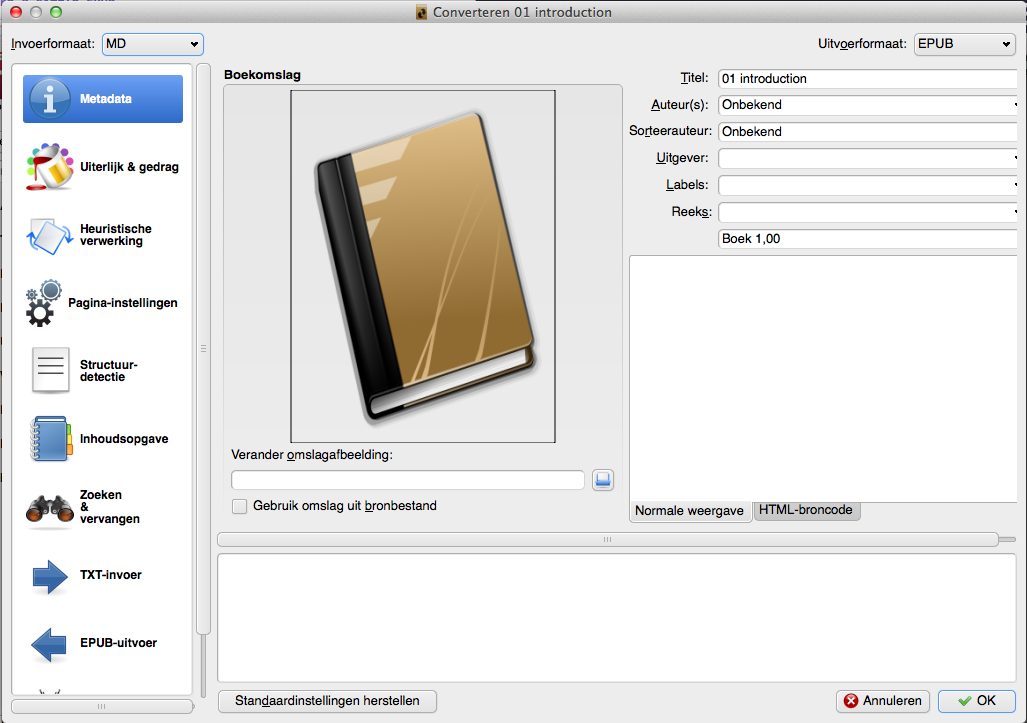 Converteren 01 introduction
Invoerformaat: MD
Uitvoerformaat: EPUB
Metadata
Uiterlijk & gedrag
Heuristische
verwerking
Pagina-instellingen
Structuur-
detectie
Inhoudsopgave
Zoeken
&
vervangen
TXT-invoer
EPUB-uitvoer
Boekomslag
Verander omslagafbeelding:
Gebruik omslag uit bronbestand
Titel: 01 introduction
Auteur(s): Onbekend
Sorteerauteur: Onbekend
Uitgever:
Labels:
Reeks:
Boek 1,00
Normale weergave
HTML-broncode
Standaardinstellingen herstellen
Annuleren
OK